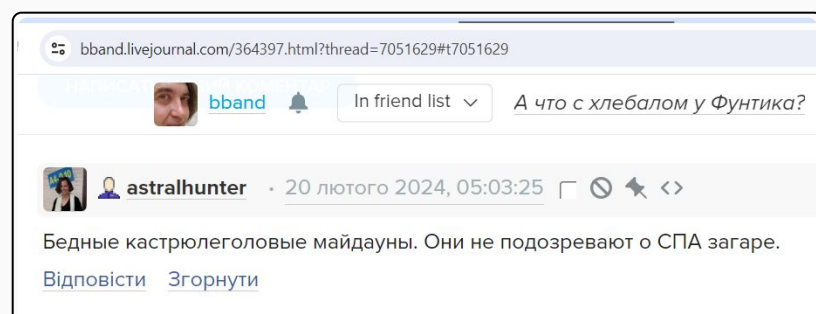 bband.livejournal.com/364397.html?thread=7051629#t7051629
bband In friend list А что с хлебалом у Фунтика?
astralhunter · 20 лютого 2024, 05:03:25
Бедные кастрюлеголовые майдауны. Они не подозревают о СПА загаре.
Відповісти Згорнути